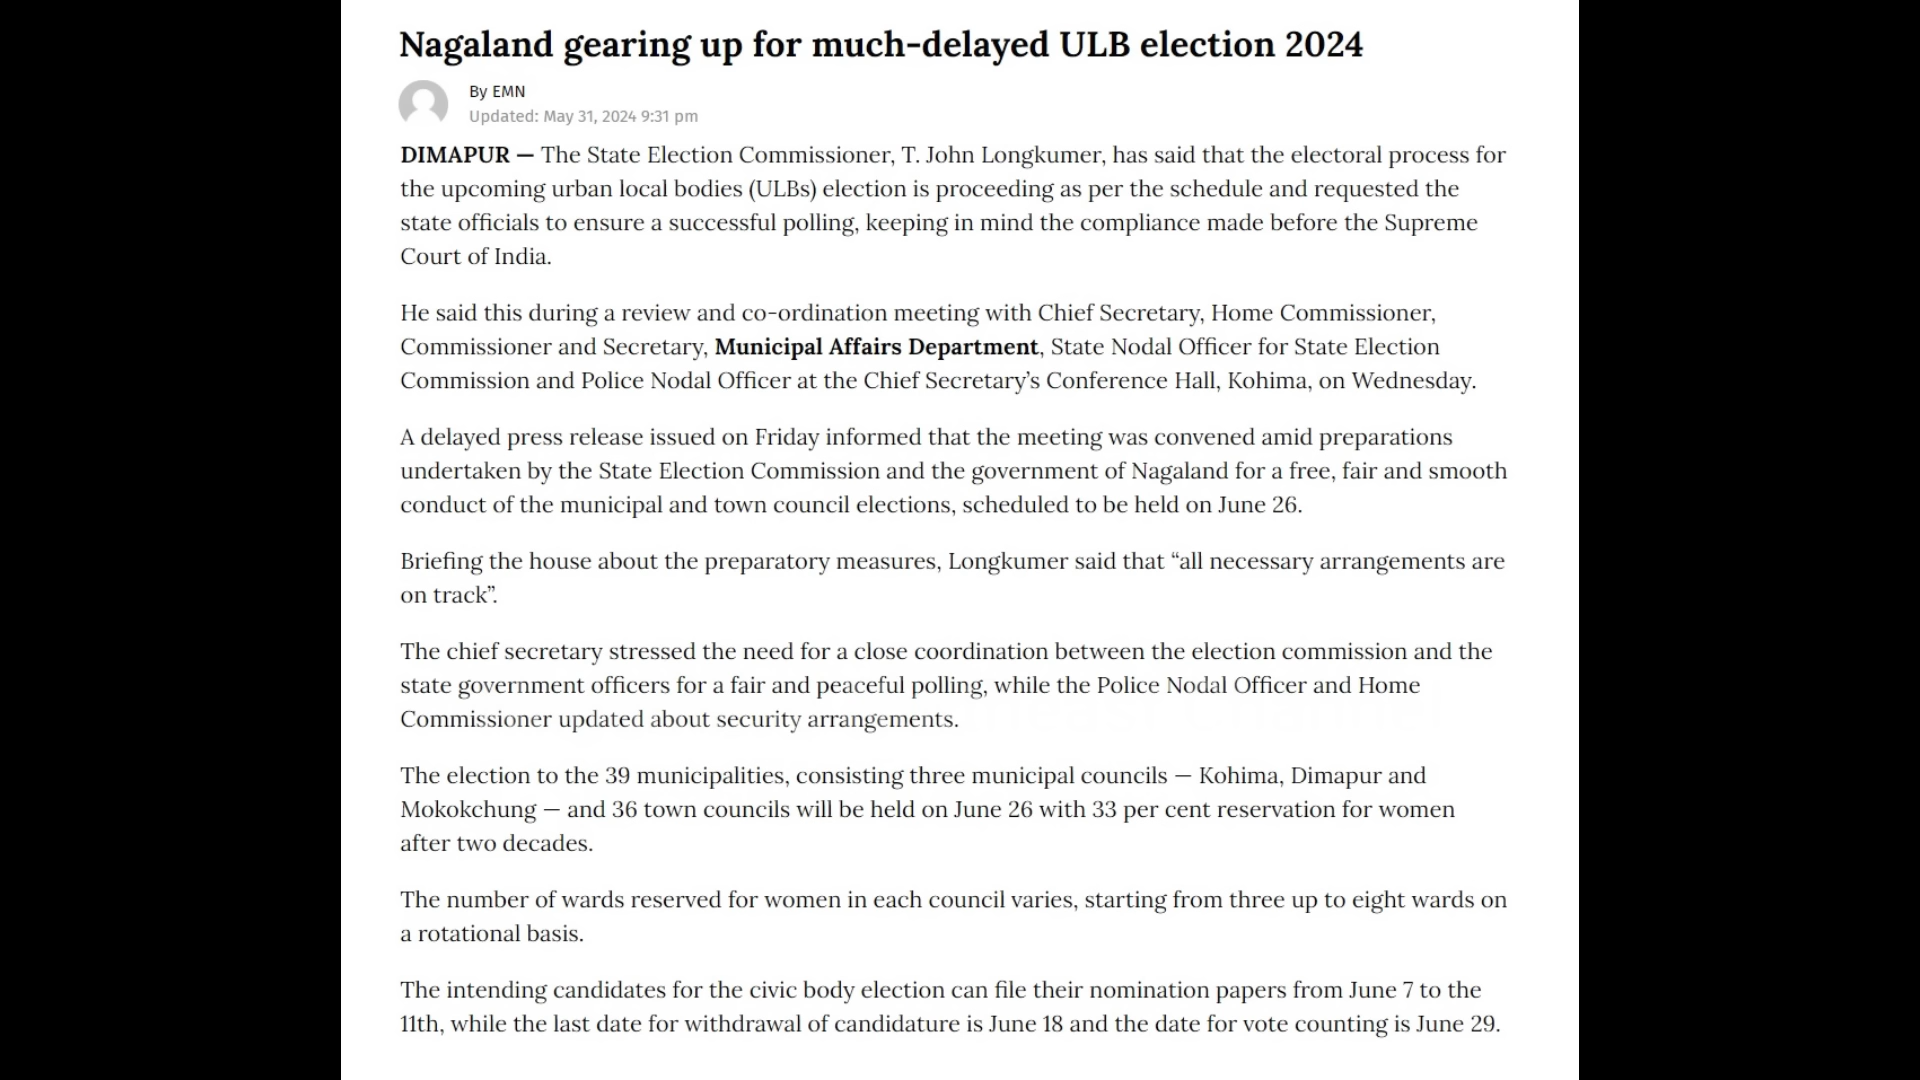 Nagaland gearing up for much-delayed ULB election 2024
By EMN
Updated: May 31, 2024 9:31 pm
DIMAPUR — The State Election Commissioner, T. John Longkumer, has said that the electoral process for
the upcoming urban local bodies (ULBs) election is proceeding as per the schedule and requested the
state officials to ensure a successful polling, keeping in mind the compliance made before the Supreme
Court of India.
He said this during a review and co-ordination meeting with Chief Secretary, Home Commissioner,
Commissioner and Secretary, Municipal Affairs Department, State Nodal Officer for State Election
Commission and Police Nodal Officer at the Chief Secretary’s Conference Hall, Kohima, on Wednesday.
A delayed press release issued on Friday informed that the meeting was convened amid preparations
undertaken by the State Election Commission and the government of Nagaland for a free, fair and smooth
conduct of the municipal and town council elections, scheduled to be held on June 26.
Briefing the house about the preparatory measures, Longkumer said that “all necessary arrangements are
on track”.
The chief secretary stressed the need for a close coordination between the election commission and the
state government officers for a fair and peaceful polling, while the Police Nodal Officer and Home
Commissioner updated about security arrangements.
The election to the 39 municipalities, consisting three municipal councils — Kohima, Dimapur and
Mokokchung — and 36 town councils will be held on June 26 with 33 per cent reservation for women
after two decades.
The number of wards reserved for women in each council varies, starting from three up to eight wards on
a rotational basis.
The intending candidates for the civic body election can file their nomination papers from June 7 to the
11th, while the last date for withdrawal of candidature is June 18 and the date for vote counting is June 29.